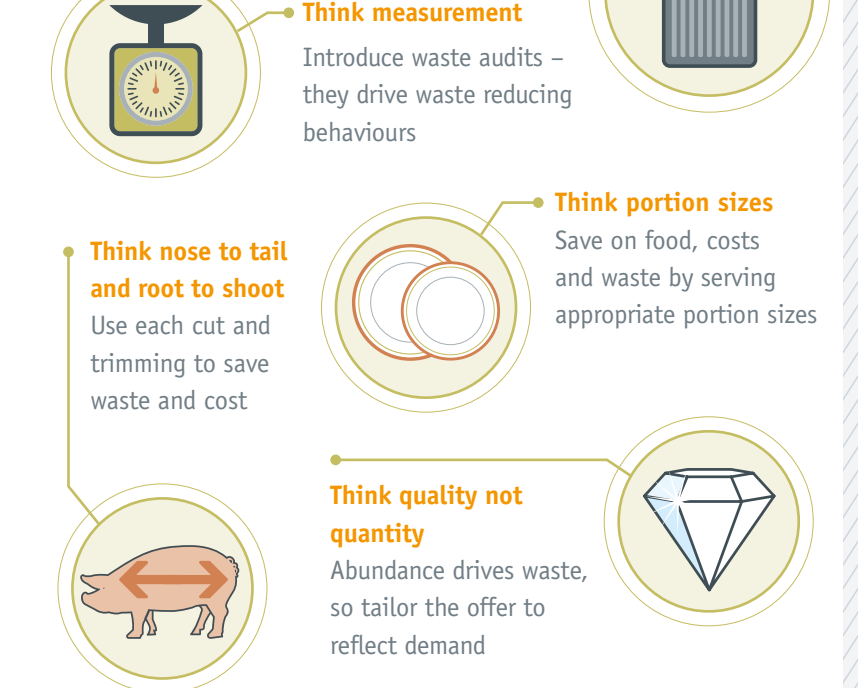 Think measurement
Introduce waste audits –
they drive waste reducing
behaviours
Think portion sizes
Save on food, costs
and waste by serving
appropriate portion sizes
Think nose to tail
and root to shoot
Use each cut and
trimming to save
waste and cost
Think quality not
quantity
Abundance drives waste,
so tailor the offer to
reflect demand